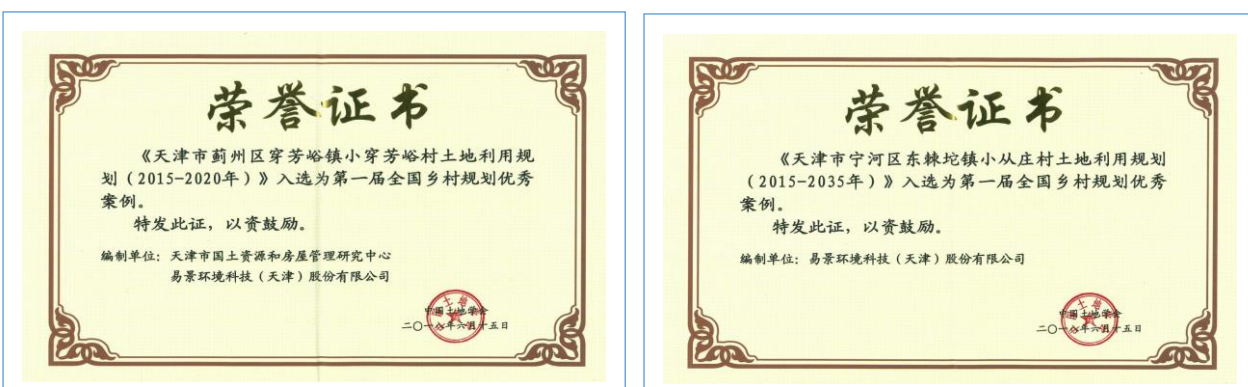 荣誉证书
《天津市蓟州区穿芳峪镇小穿芳峪村土地利用规
划(2015-2020年)》入选为第一届全国乡村规划优秀
案例。
特发此证,以资鼓励。
编制单位:天津市国土资源和房屋管理研究中心
易景环境科技(天津)股份有限公司
中国土地学会
二〇一八年六月十五日
荣誉证书
《天津市宁河区东棘坨镇小从庄村土地利用规划
(2015-2035年)》入选为第一届全国乡村规划优秀
案例。
特发此证,以资鼓励。
编制单位:易景环境科技(天津)股份有限公司
中国土地学会
二〇一八年六月十五日